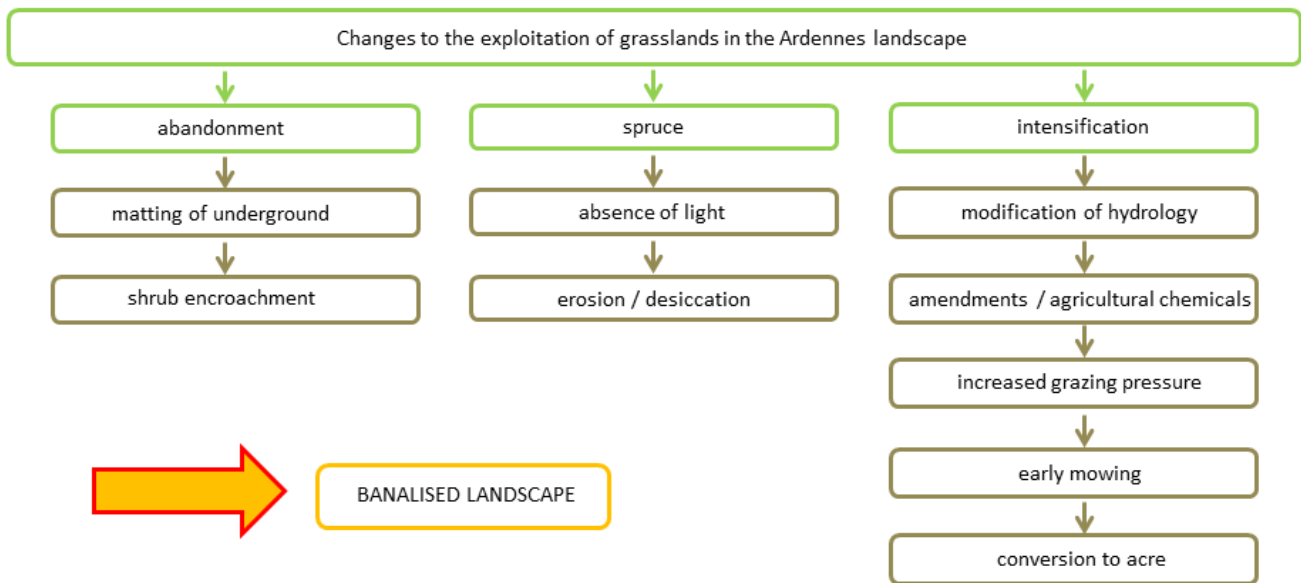 Changes to the exploitation of grasslands in the Ardennes landscape
abandonment
matting of underground
shrub encroachment
spruce
absence of light
erosion / desiccation
intensification
modification of hydrology
amendments / agricultural chemicals
increased grazing pressure
early mowing
conversion to acre
BANALISED LANDSCAPE